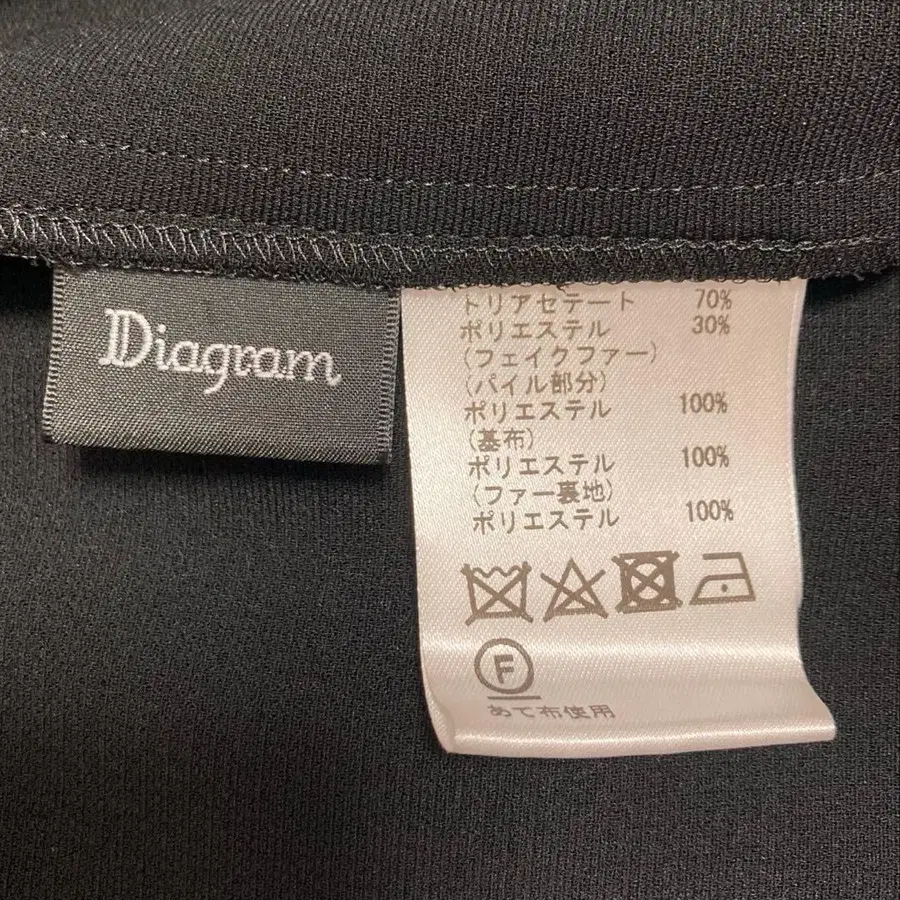 Diagram
トリアセテート 70%
ポリエステル 30%
(フェイクファー)
(パイル部分)
ポリエステル 100%
(基布)
ポリエステル 100%
(ファー裏地)
ポリエステル 100%
F
あて布使用